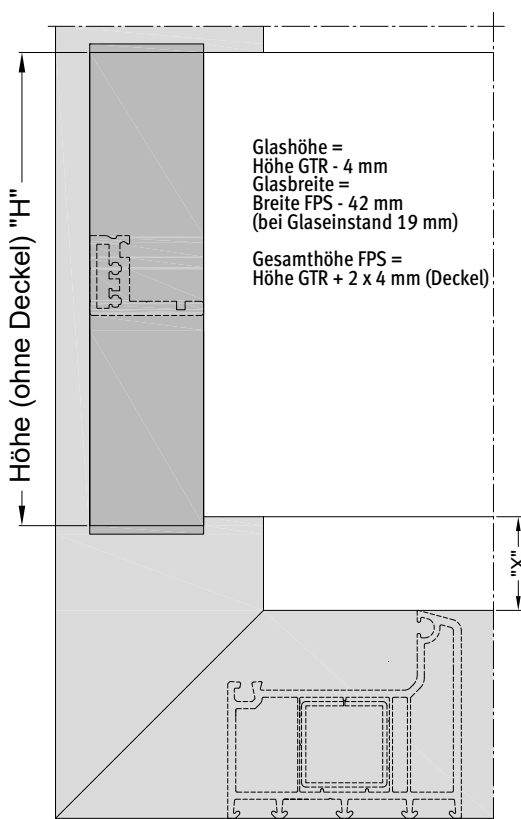 Glashöhe =
Höhe GTR - 4 mm
Glasbreite =
Breite FPS - 42 mm
(bei Glaseinstand 19 mm)
Gesamthöhe FPS =
Höhe GTR + 2 x 4 mm (Deckel)
Höhe (ohne Deckel) "H"
"X"